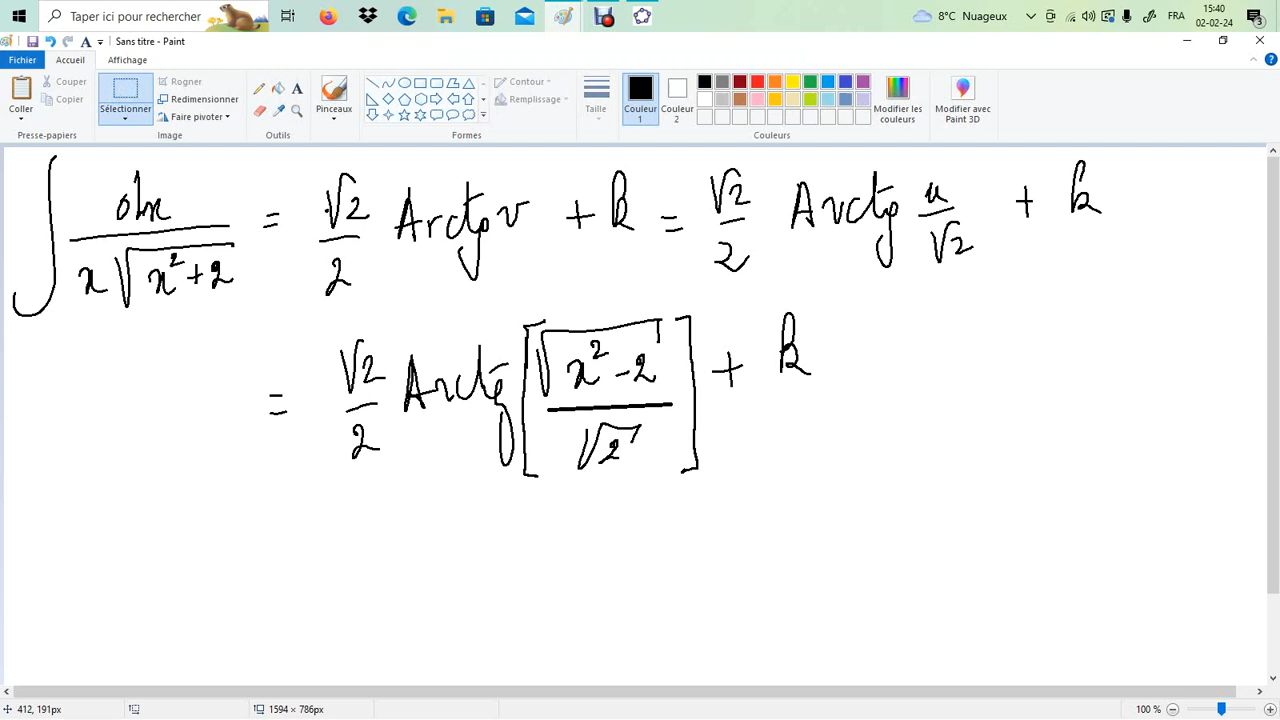 Taper ici pour rechercher 8°C Nuageux FRA 15:40 02-02-24 3
Sans titre - Paint
Fichier Accueil Affichage
Coller Couper Copier Sélectionner Rogner Redimensionner Faire pivoter A Pinceaux Contour Remplissage Taille Couleur 1 Couleur 2 Modifier les couleurs Modifier avec Paint 3D
Presse-papiers Image Outils Formes Couleurs
∫ dx / (x √(x² + 2)) = √2/2 Arctg v + k = √2/2 Arctg u/√2 + k
= √2/2 Arctg [√(x² - 2) / √2] + k
412, 191px 1594 × 786px 100 %